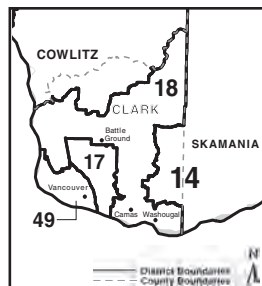 COWLITZ
18
CLARK
Battle
Ground
SKAMANIA
17
14
Vancouver
49
Camas Washougal
N
District Boundaries
County Boundaries